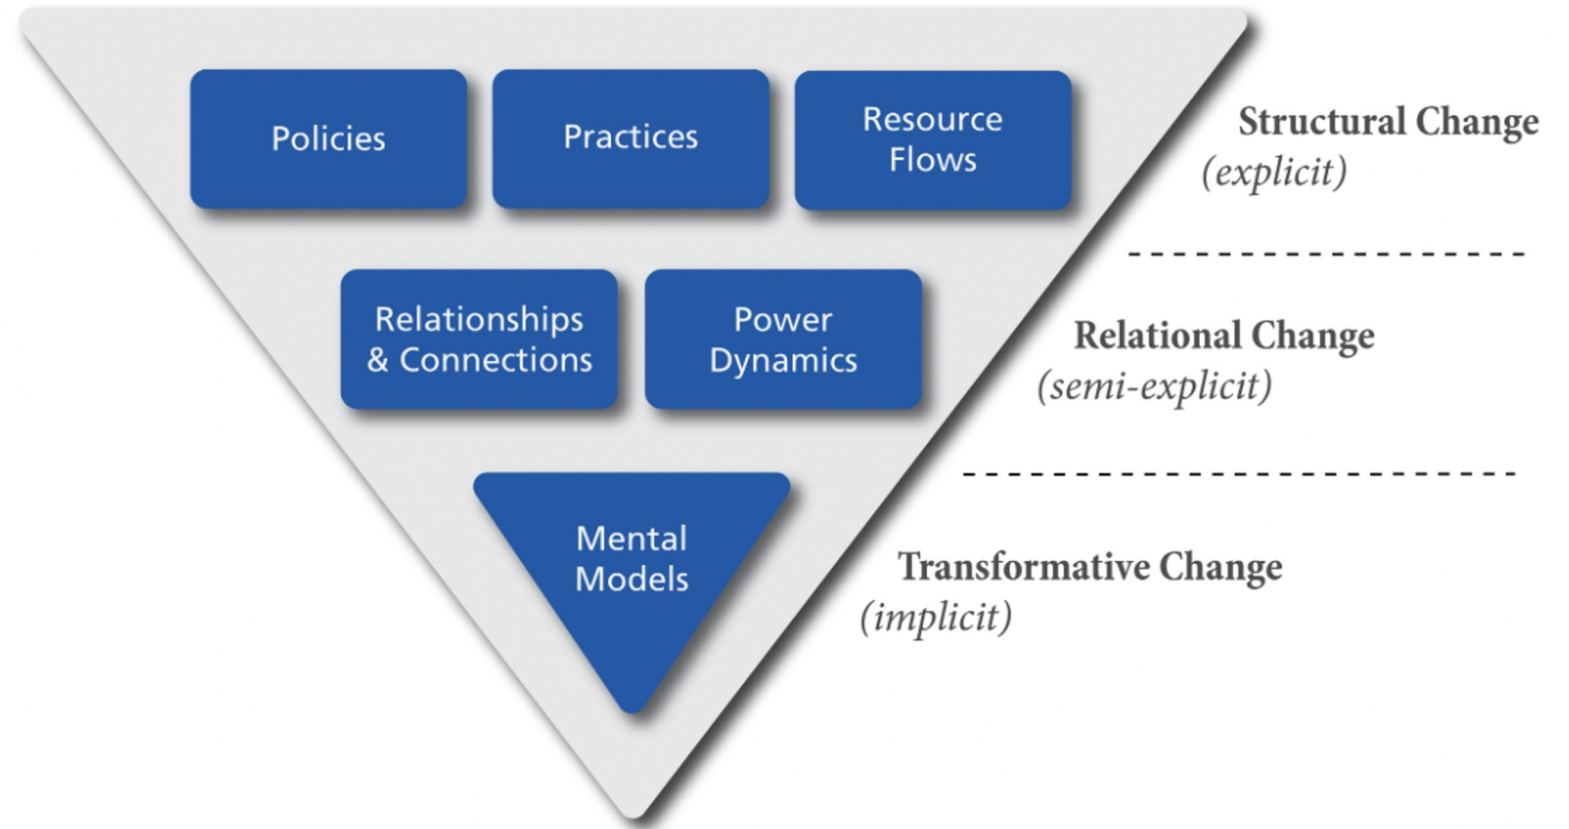 Policies
Practices
Resource
Flows
Structural Change
(explicit)
Relationships
& Connections
Power
Dynamics
Relational Change
(semi-explicit)
Mental
Models
Transformative Change
(implicit)